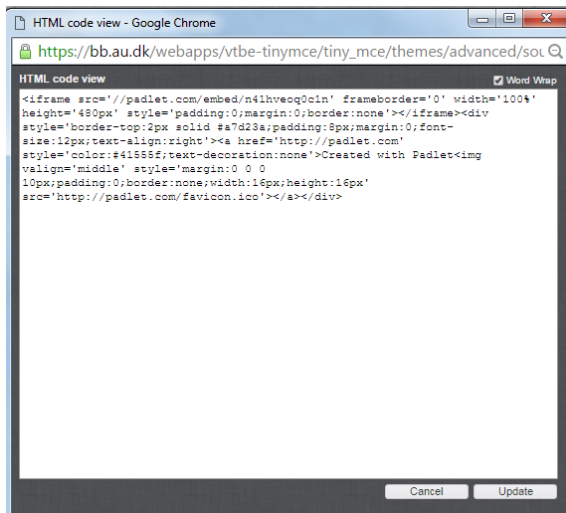 HTML code view - Google Chrome
https://bb.au.dk/webapps/vtbe-tinymce/tiny_mce/themes/advanced/sou
HTML code view
Word Wrap
<iframe src='//padlet.com/embed/n41hveoq0c1n' frameborder='0' width='100%'
height='480px' style='padding:0;margin:0;border:none'></iframe><div
style='border-top:2px solid #a7d23a;padding:8px;margin:0;font-
size:12px;text-align:right'><a href='http://padlet.com'
style='color:#41555f;text-decoration:none'>Created with Padlet<img
valign='middle' style='margin:0 0 0
10px;padding:0;border:none;width:16px;height:16px'
src='http://padlet.com/favicon.ico'></a></div>
Cancel
Update